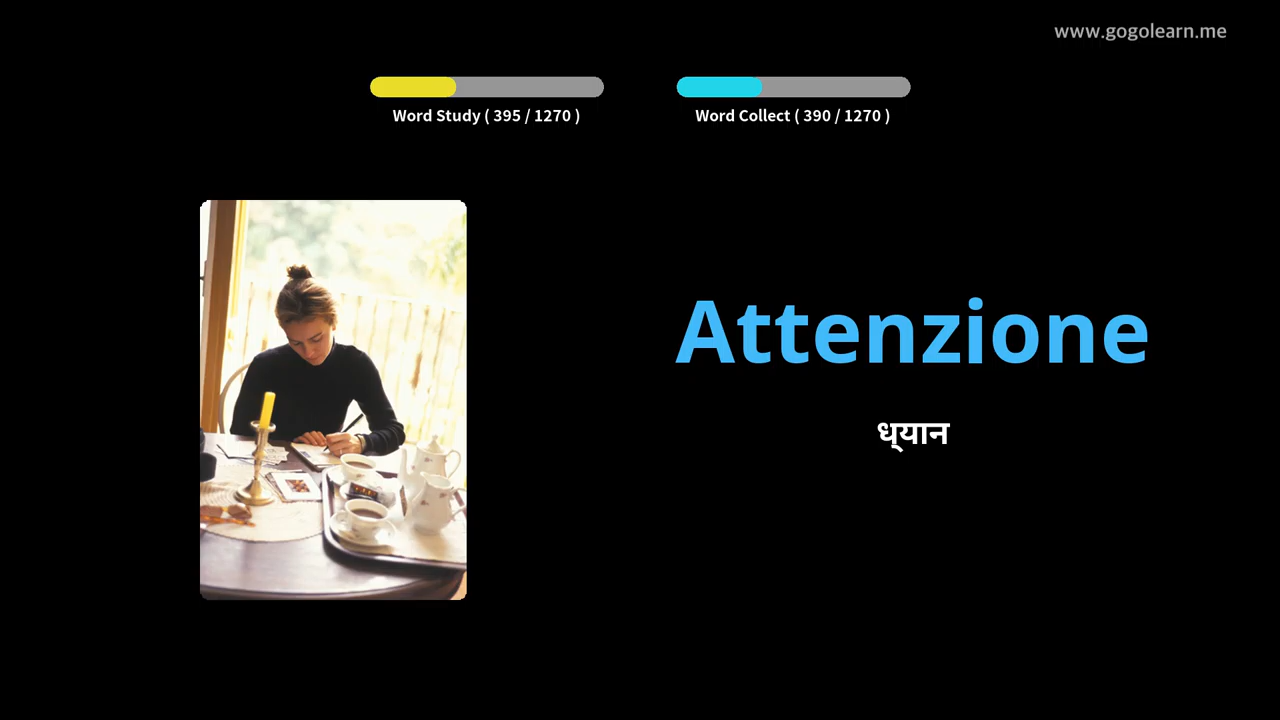 www.gogolearn.me
Word Study ( 395 / 1270 )
Word Collect ( 390 / 1270 )
Attenzione
ध्यान